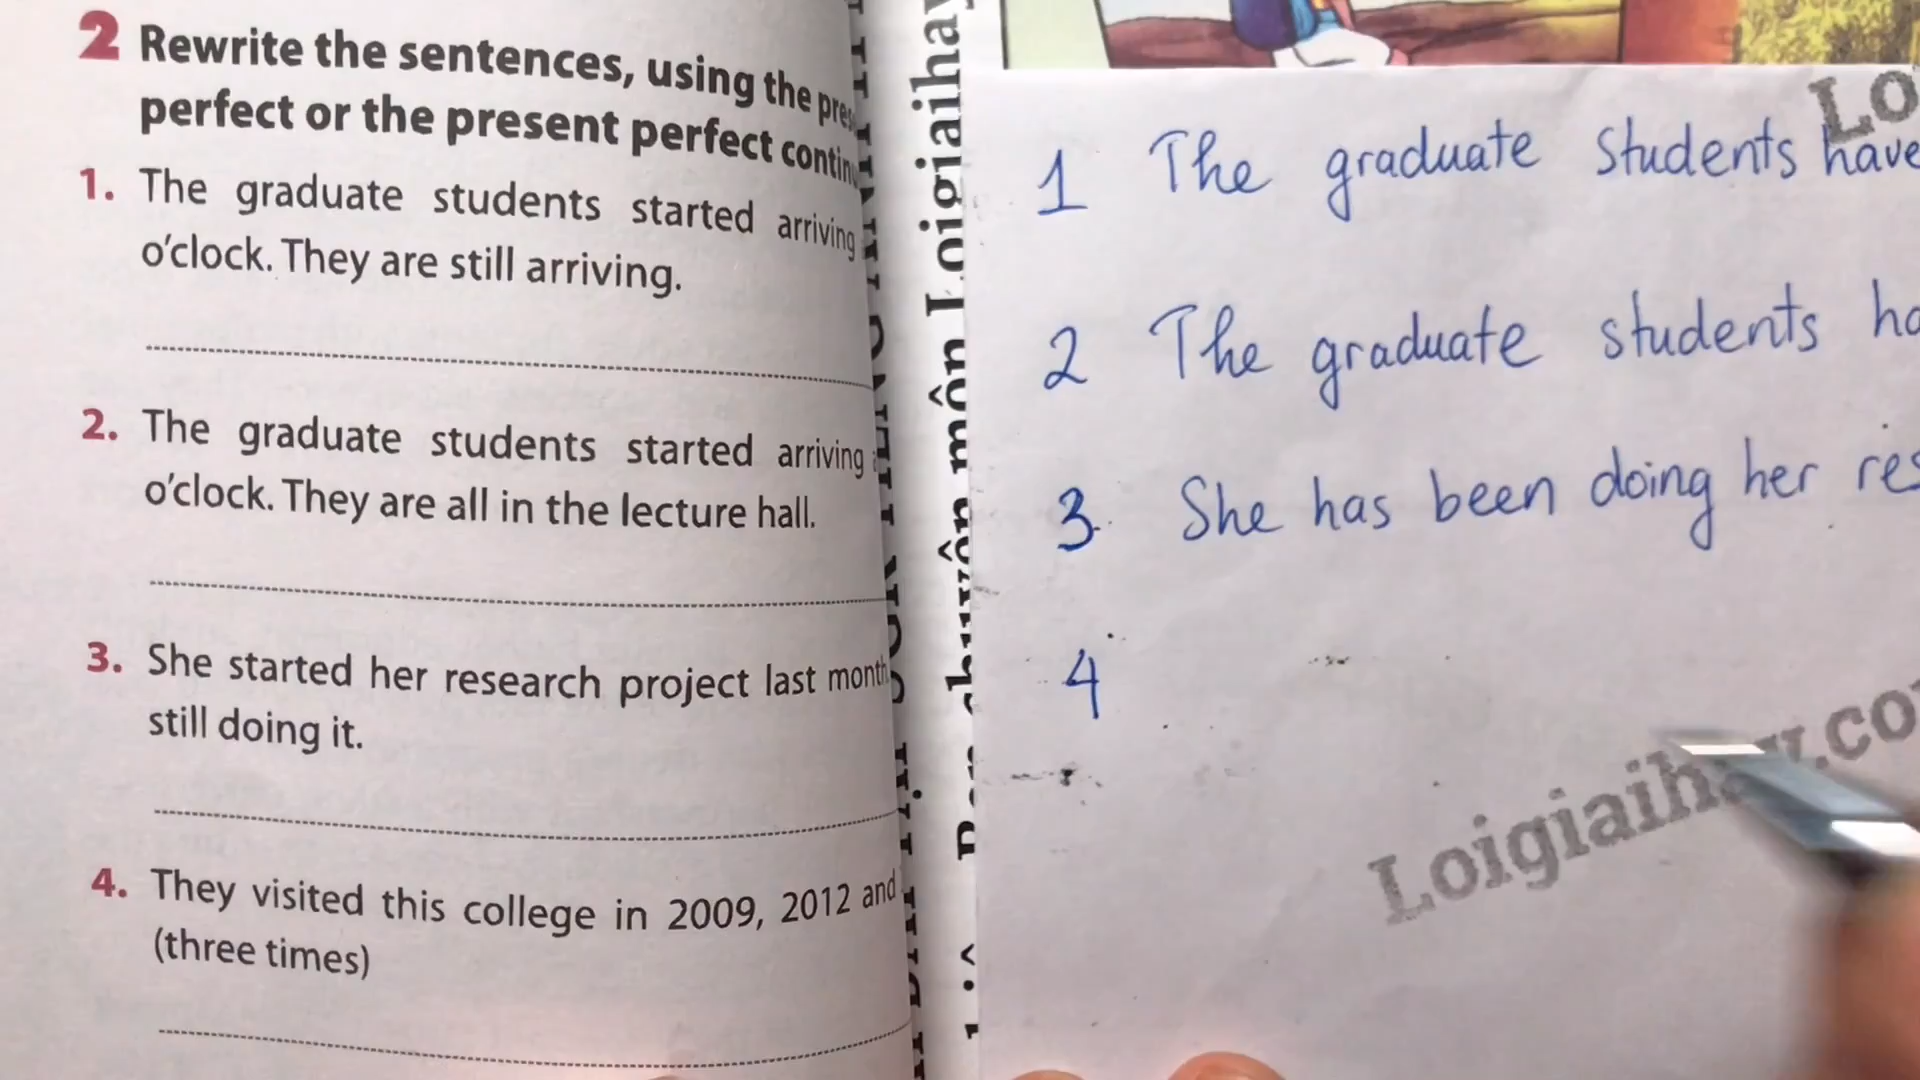 2 Rewrite the sentences, using the
perfect or the present perfect
1. The graduate students started arriving
o'clock. They are still arriving.
2. The graduate students started arriving
o'clock. They are all in the lecture hall.
3. She started her research project last month
still doing it.
4. They visited this college in 2009, 2012 and
(three times)
môn Loigiaihay
1 The graduate students have
2 The graduate students
3 She has been doing her
4